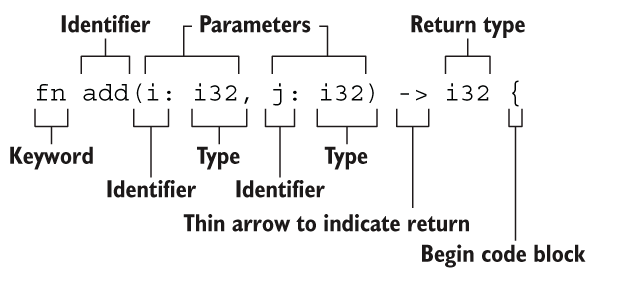 Identifier Parameters Return type
fn add(i: i32, j: i32) -> i32 {
Keyword Type Type
Identifier Identifier
Thin arrow to indicate return
Begin code block